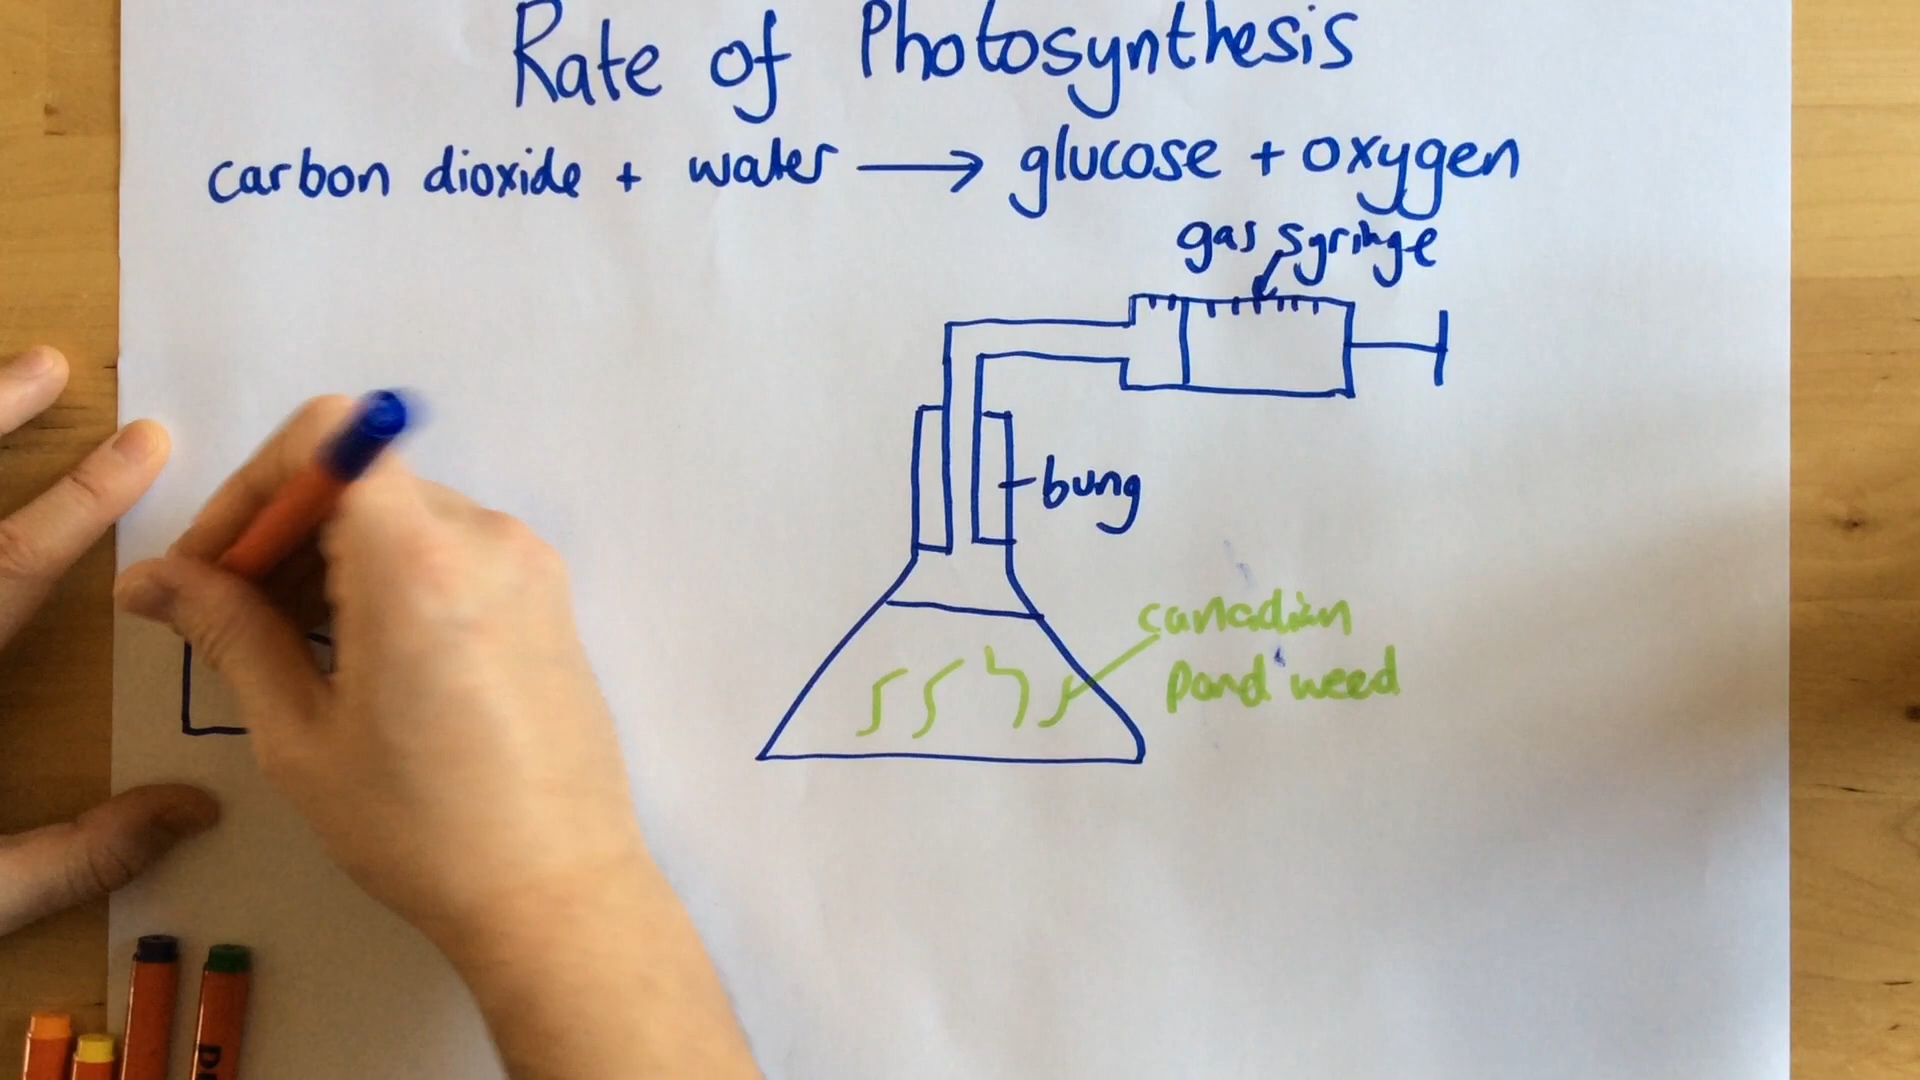 Rate of Photosynthesis
carbon dioxide + water → glucose + oxygen
gas syringe
bung
canadian
Pond weed